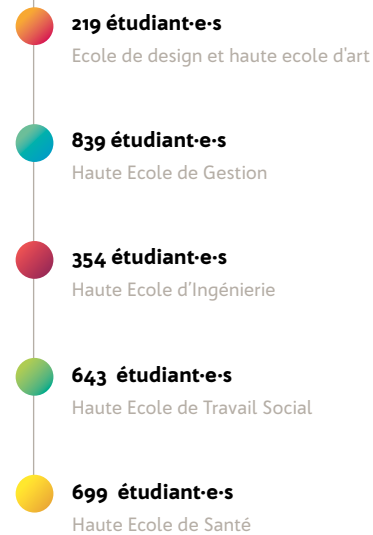 219 étudiant·e·s
Ecole de design et haute ecole d'art
839 étudiant·e·s
Haute Ecole de Gestion
354 étudiant·e·s
Haute Ecole d'Ingénierie
643 étudiant·e·s
Haute Ecole de Travail Social
699 étudiant·e·s
Haute Ecole de Santé